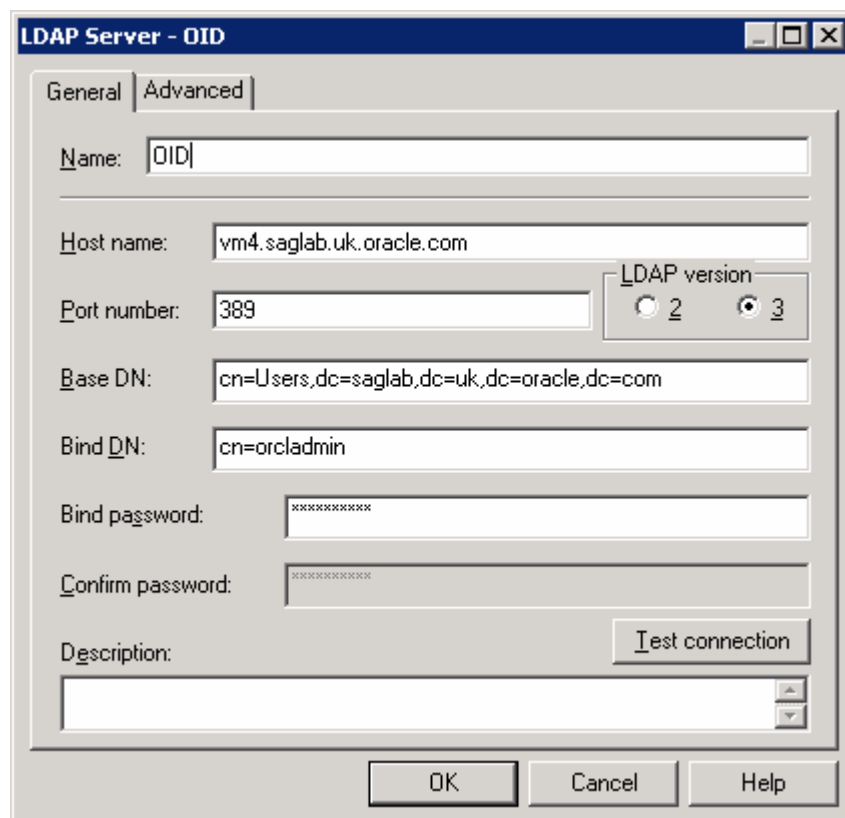 LDAP Server - OID
General Advanced
Name: OID
Host name: vm4.saglab.uk.oracle.com
LDAP version
Port number: 389 2 3
Base DN: cn=Users,dc=saglab,dc=uk,dc=oracle,dc=com
Bind DN: cn=orcladmin
Bind password: **********
Confirm password: **********
Test connection
Description:
OK Cancel Help